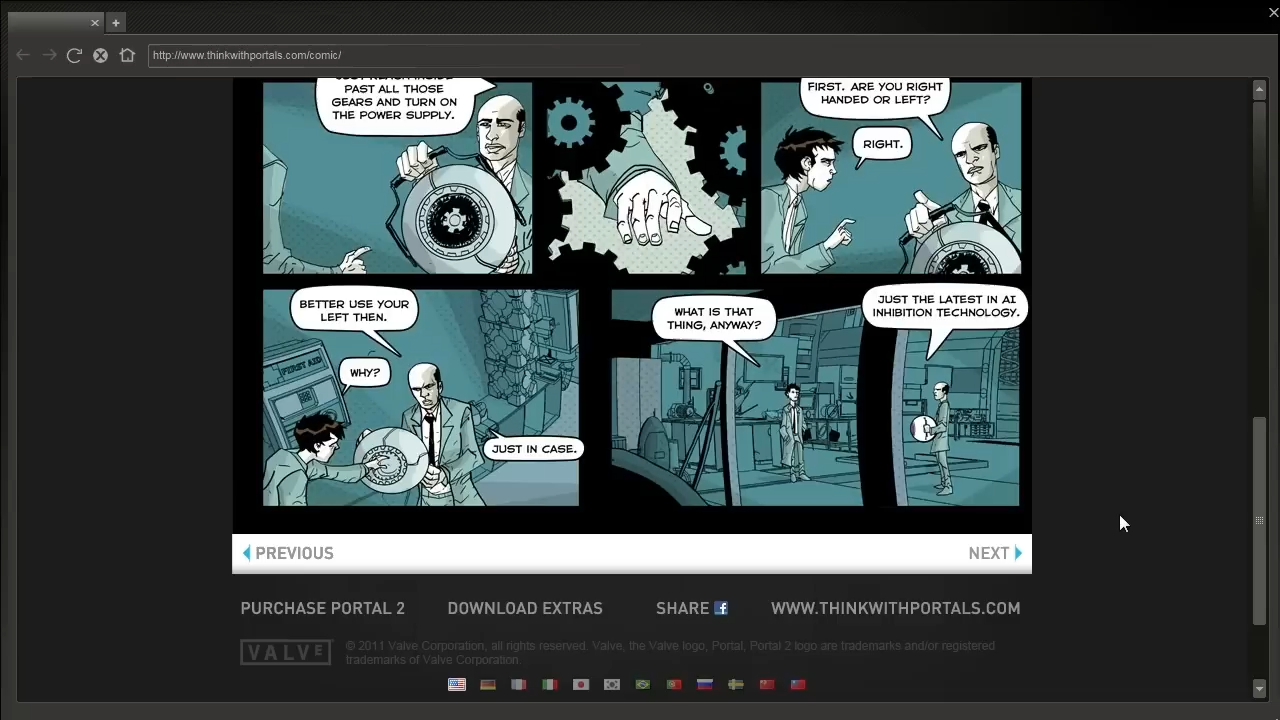 http://www.thinkwithportals.com/comic/
JUST REACH INSIDE
PAST ALL THOSE
GEARS AND TURN ON
THE POWER SUPPLY.
FIRST. ARE YOU RIGHT
HANDED OR LEFT?
RIGHT.
BETTER USE YOUR
LEFT THEN.
WHY?
FIRST AID
JUST IN CASE.
WHAT IS THAT
THING, ANYWAY?
JUST THE LATEST IN AI
INHIBITION TECHNOLOGY.
PREVIOUS
NEXT
PURCHASE PORTAL 2
DOWNLOAD EXTRAS
SHARE
WWW.THINKWITHPORTALS.COM
VALVE
© 2011 Valve Corporation, all rights reserved. Valve, the Valve logo, Portal, Portal 2 logo are trademarks and/or registered
trademarks of Valve Corporation.